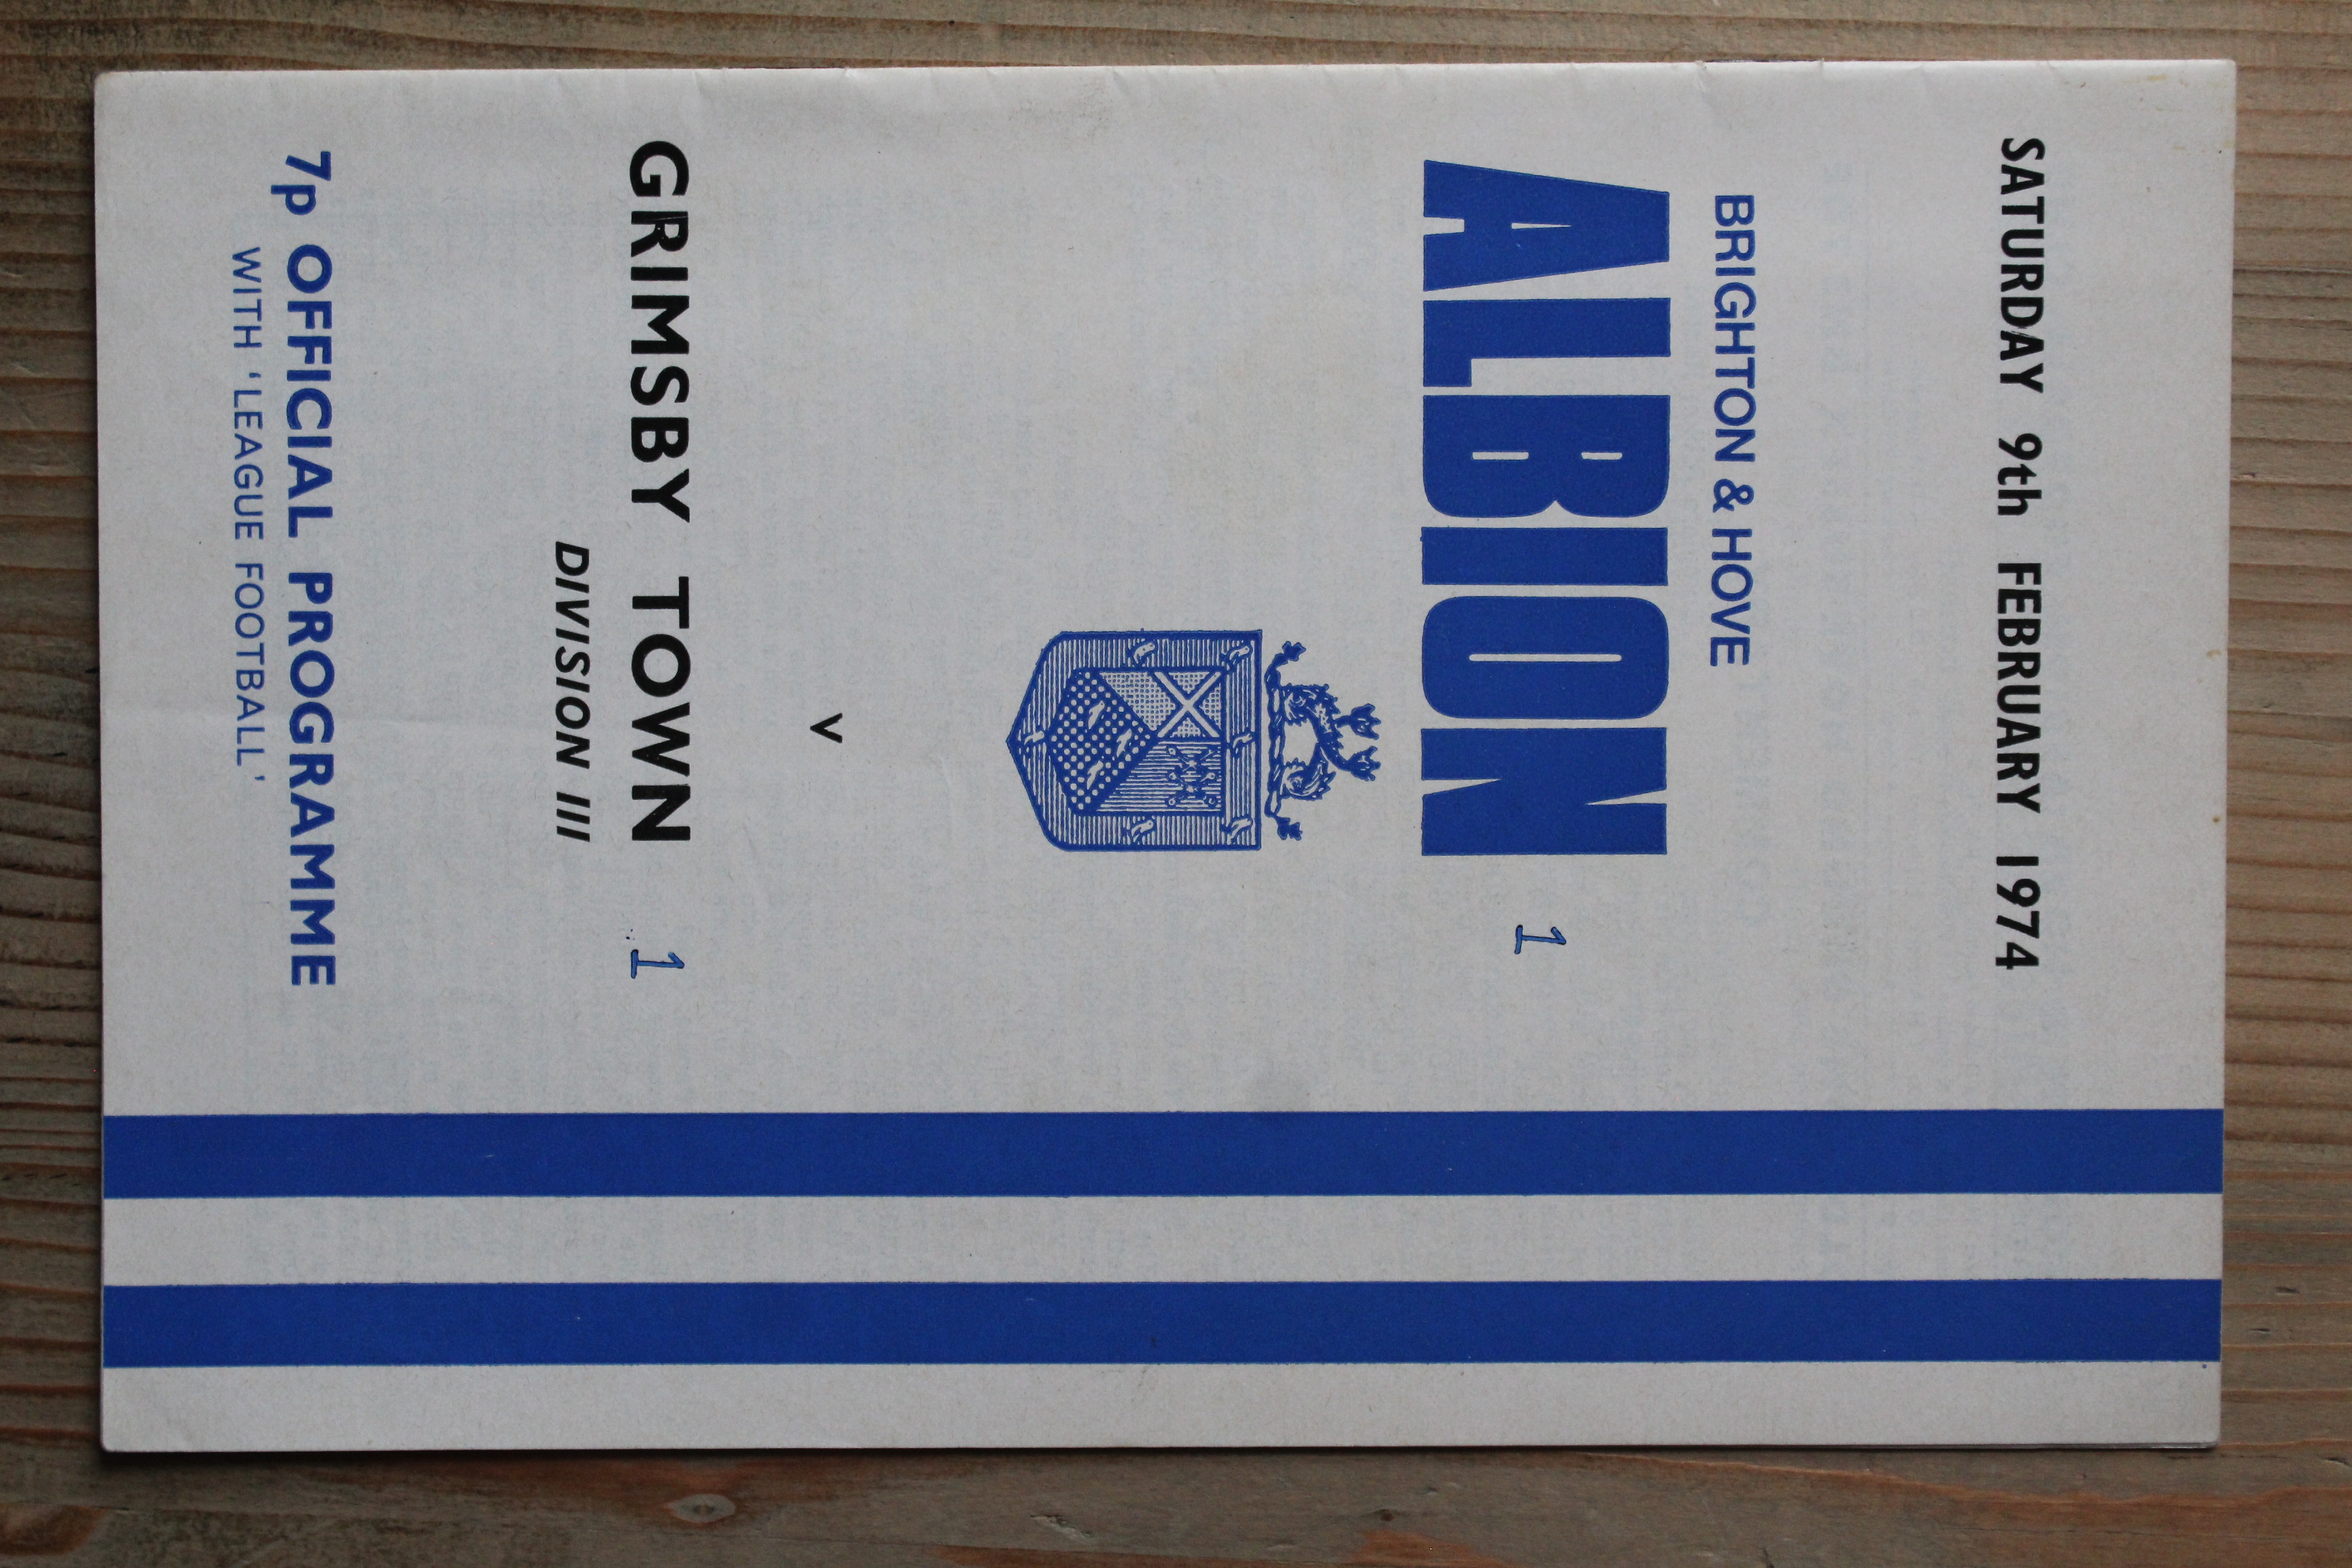 SATURDAY 9th FEBRUARY 1974
BRIGHTON & HOVE
ALBION 1
v
GRIMSBY TOWN 1
DIVISION III
7p OFFICIAL PROGRAMME
WITH 'LEAGUE FOOTBALL'